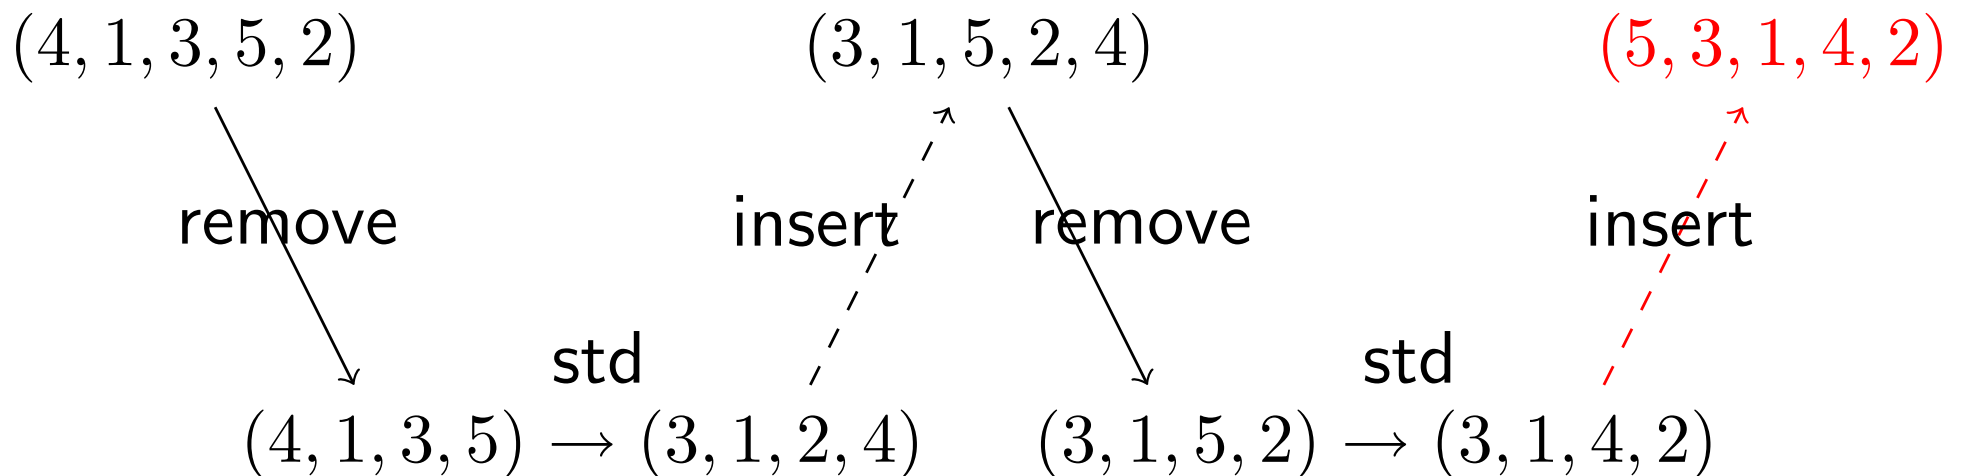 (4, 1, 3, 5, 2) (3, 1, 5, 2, 4) (5, 3, 1, 4, 2)
remove insert remove insert
std std
(4, 1, 3, 5) → (3, 1, 2, 4) (3, 1, 5, 2) → (3, 1, 4, 2)